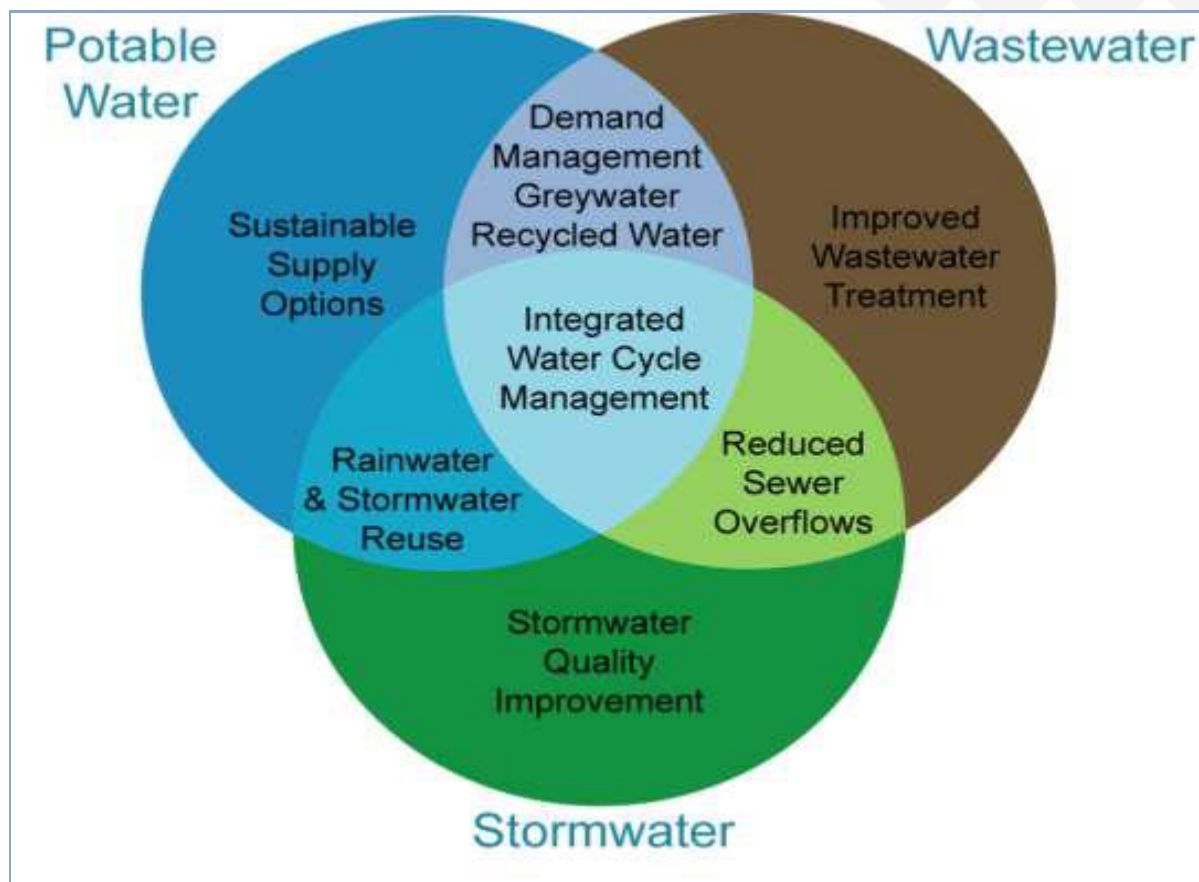 Potable
Water
Wastewater
Demand
Management
Greywater
Recycled Water
Sustainable
Supply
Options
Improved
Wastewater
Treatment
Integrated
Water Cycle
Management
Rainwater
& Stormwater
Reuse
Reduced
Sewer
Overflows
Stormwater
Quality
Improvement
Stormwater